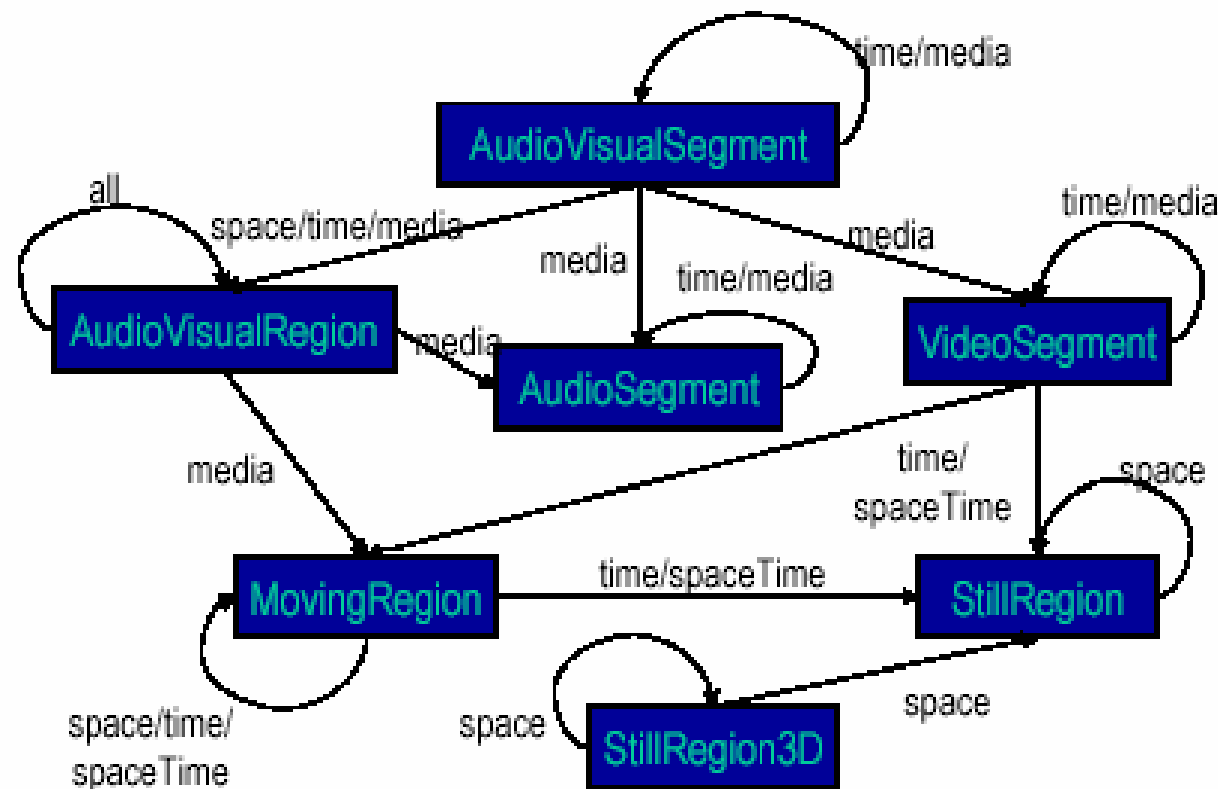 time/media
AudioVisualSegment
all
space/time/media
media
media
time/media
time/media
AudioVisualRegion
media
AudioSegment
VideoSegment
media
time/
spaceTime
space
MovingRegion
time/spaceTime
StillRegion
space/time/
spaceTime
space
StillRegion3D
space